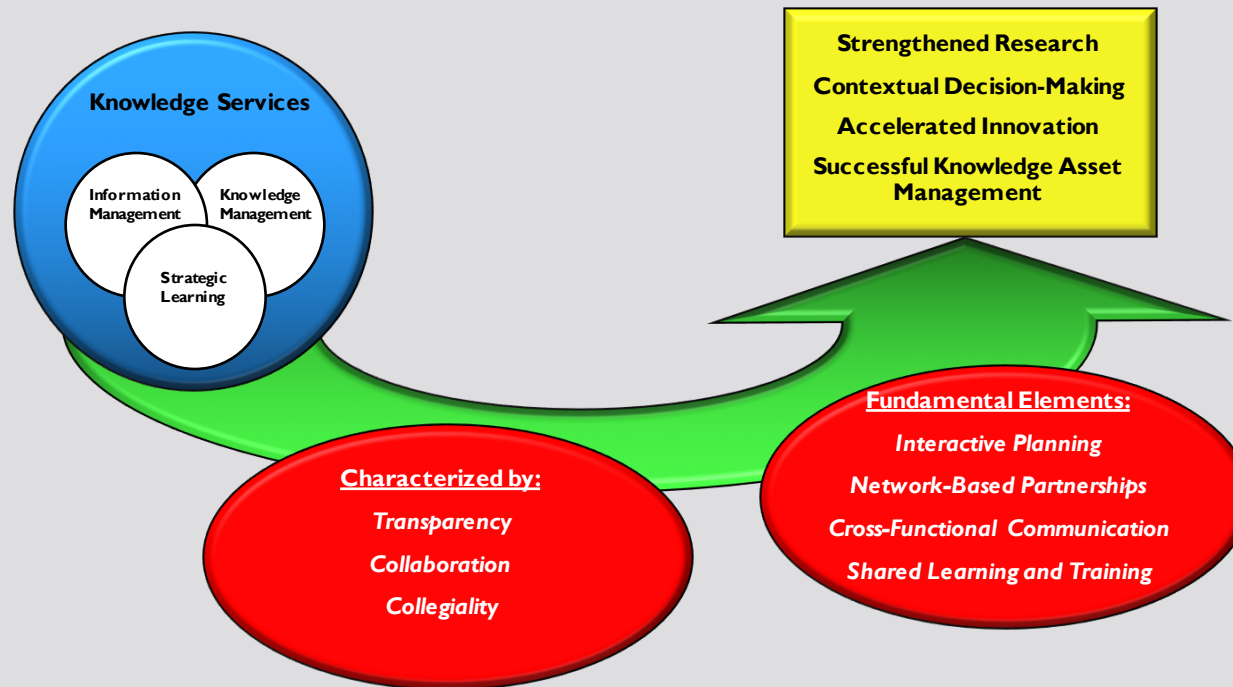 Knowledge Services
Information
Management
Knowledge
Management
Strategic
Learning
Strengthened Research
Contextual Decision-Making
Accelerated Innovation
Successful Knowledge Asset
Management
Characterized by:
Transparency
Collaboration
Collegiality
Fundamental Elements:
Interactive Planning
Network-Based Partnerships
Cross-Functional Communication
Shared Learning and Training